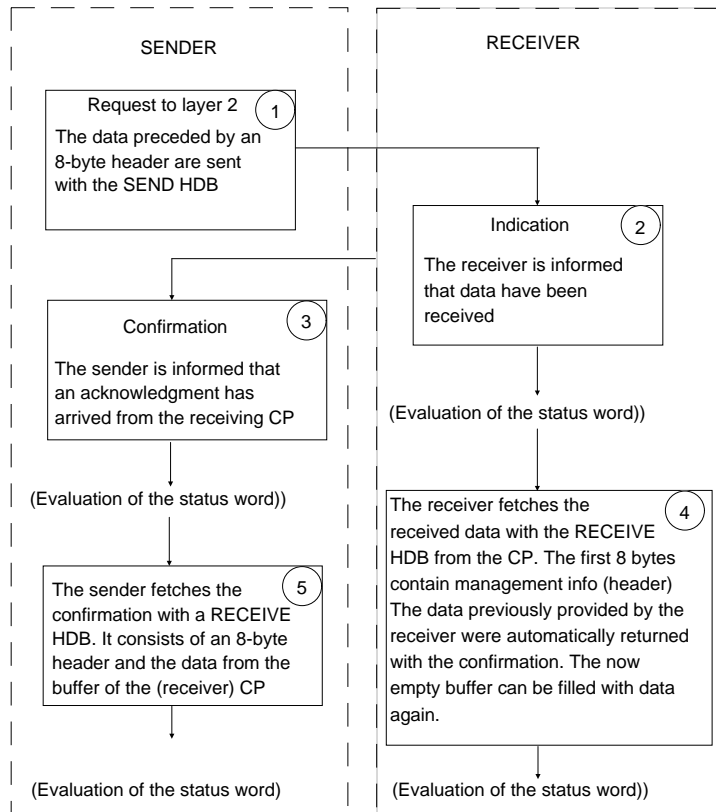 SENDER
RECEIVER
Request to layer 2
1
The data preceded by an
8-byte header are sent
with the SEND HDB
Indication
2
The receiver is informed
that data have been
received
Confirmation
3
The sender is informed that
an acknowledgment has
arrived from the receiving CP
(Evaluation of the status word))
(Evaluation of the status word))
4
The receiver fetches the
received data with the RECEIVE
HDB from the CP. The first 8 bytes
contain management info (header)
The data previously provided by the
receiver were automatically returned
with the confirmation. The now
empty buffer can be filled with data
again.
5
The sender fetches the
confirmation with a RECEIVE
HDB. It consists of an 8-byte
header and the data from the
buffer of the (receiver) CP
(Evaluation of the status word)
(Evaluation of the status word))